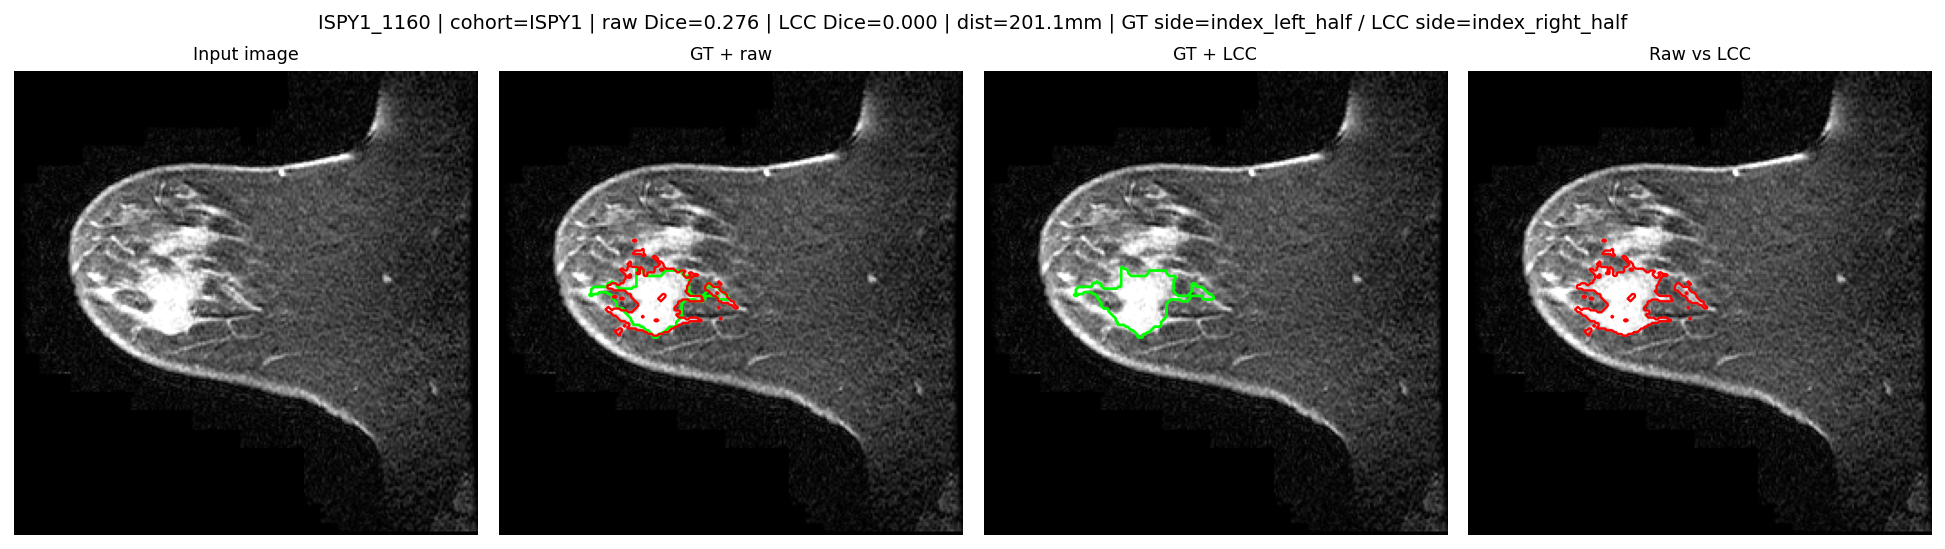 ISPY1_1160 | cohort=ISPY1 | raw Dice=0.276 | LCC Dice=0.000 | dist=201.1mm | GT side=index_left_half / LCC side=index_right_half
Input image
GT + raw
GT + LCC
Raw vs LCC